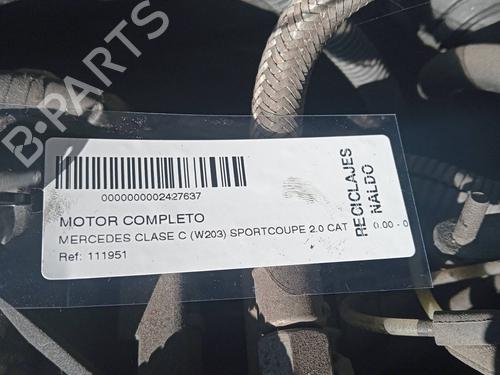 B-PARTS
0000000002427637
MOTOR COMPLETO
MERCEDES CLASE C (W203) SPORTCOUPE 2.0 CAT
0.00 - 0
Ref: 111951
RECICLAJES
NALDO